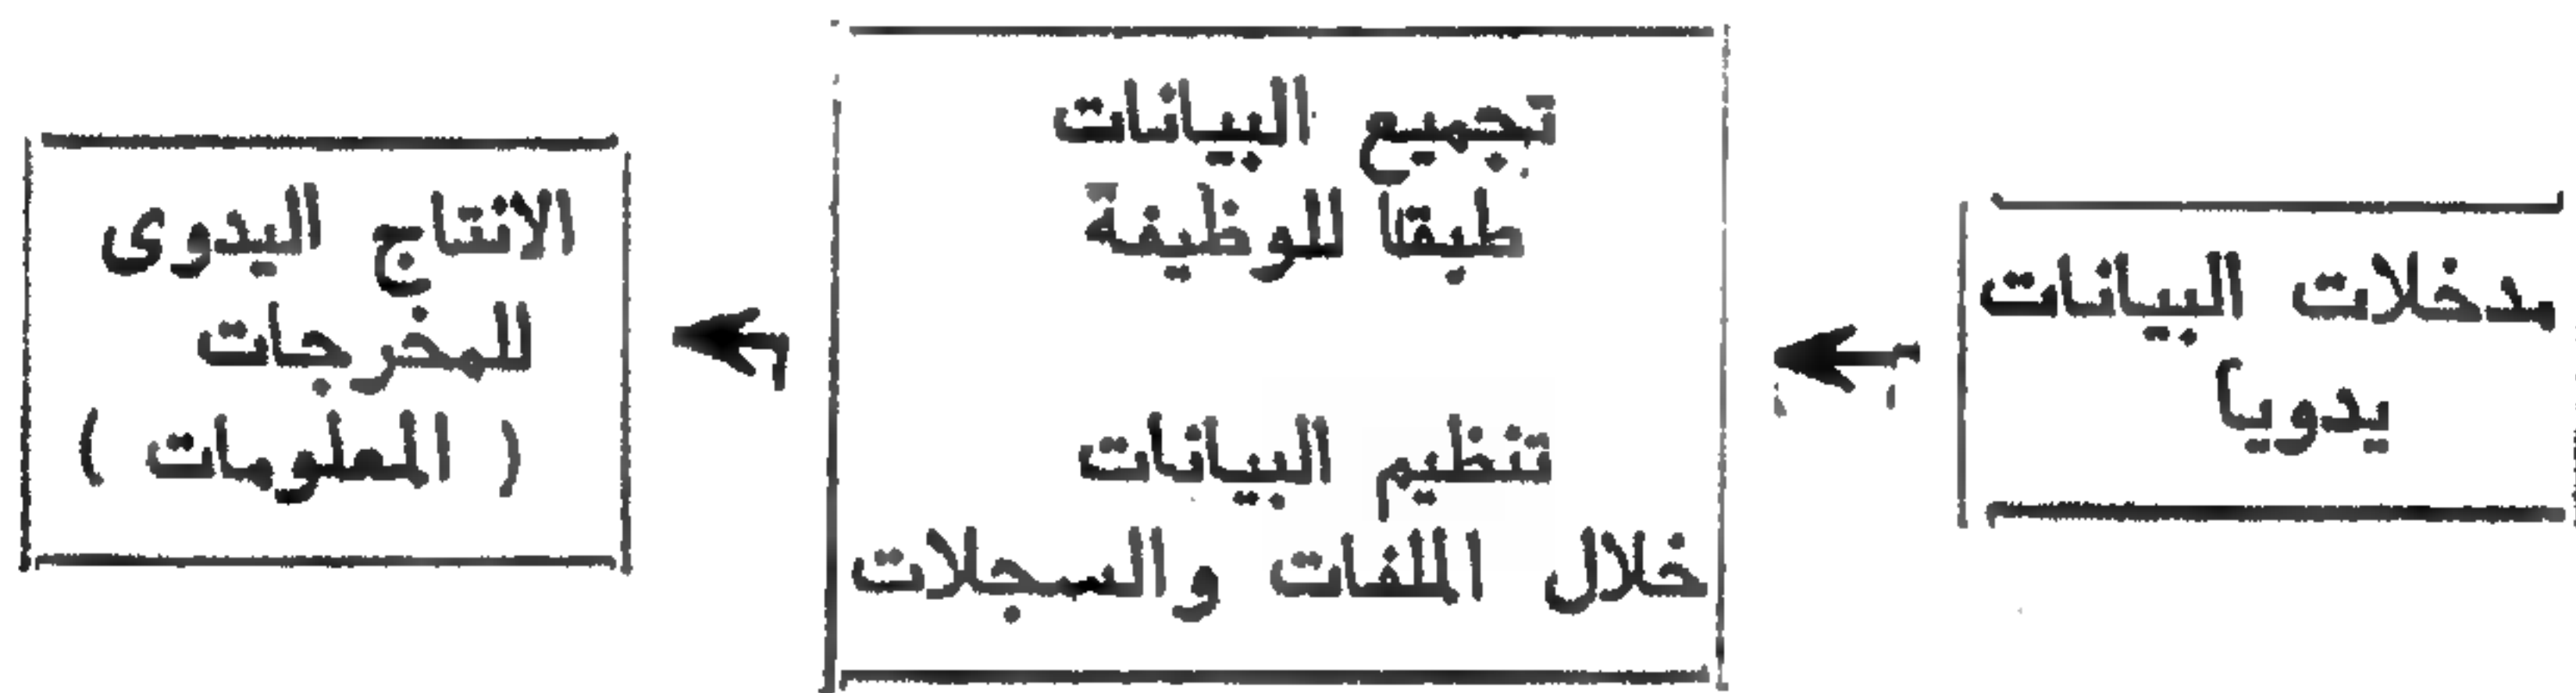 مدخلات البيانات
يدوياً
تجميع البيانات
طبقاً للوظيفة
تنظيم البيانات
خلال الملفات والسجلات
الانتاج اليدوى
للمخرجات
( المعلومات )